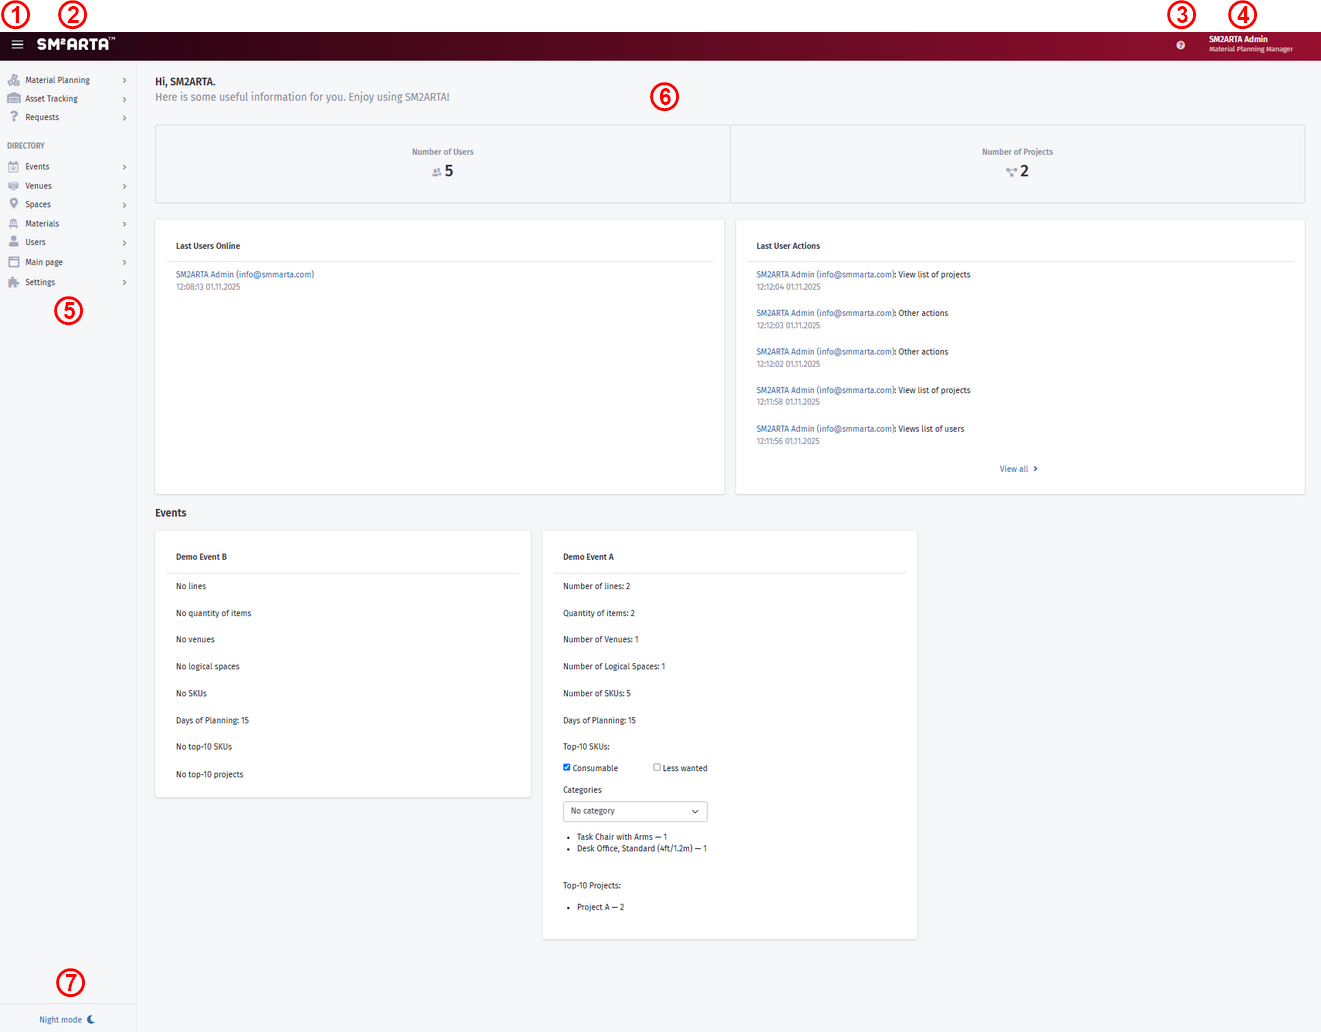 1 2 3 4
SM²ARTA™
SM2ARTA Admin
Material Planning Manager
Material Planning
Asset Tracking
Requests
DIRECTORY
Events
Venues
Spaces
Materials
Users
Main page
Settings
5
7
Night mode
Hi, SM2ARTA.
Here is some useful information for you. Enjoy using SM2ARTA!
6
Number of Users
5
Number of Projects
2
Last Users Online
SM2ARTA Admin (info@smmarta.com)
12:08:13 01.11.2025
Last User Actions
SM2ARTA Admin (info@smmarta.com): View list of projects
12:12:04 01.11.2025
SM2ARTA Admin (info@smmarta.com): Other actions
12:12:03 01.11.2025
SM2ARTA Admin (info@smmarta.com): Other actions
12:12:02 01.11.2025
SM2ARTA Admin (info@smmarta.com): View list of projects
12:11:58 01.11.2025
SM2ARTA Admin (info@smmarta.com): Views list of users
12:11:56 01.11.2025
View all
Events
Demo Event B
No lines
No quantity of items
No venues
No logical spaces
No SKUs
Days of Planning: 15
No top-10 SKUs
No top-10 projects
Demo Event A
Number of lines: 2
Quantity of items: 2
Number of Venues: 1
Number of Logical Spaces: 1
Number of SKUs: 5
Days of Planning: 15
Top-10 SKUs:
Consumable Less wanted
Categories
No category
• Task Chair with Arms — 1
• Desk Office, Standard (4ft/1.2m) — 1
Top-10 Projects:
• Project A — 2